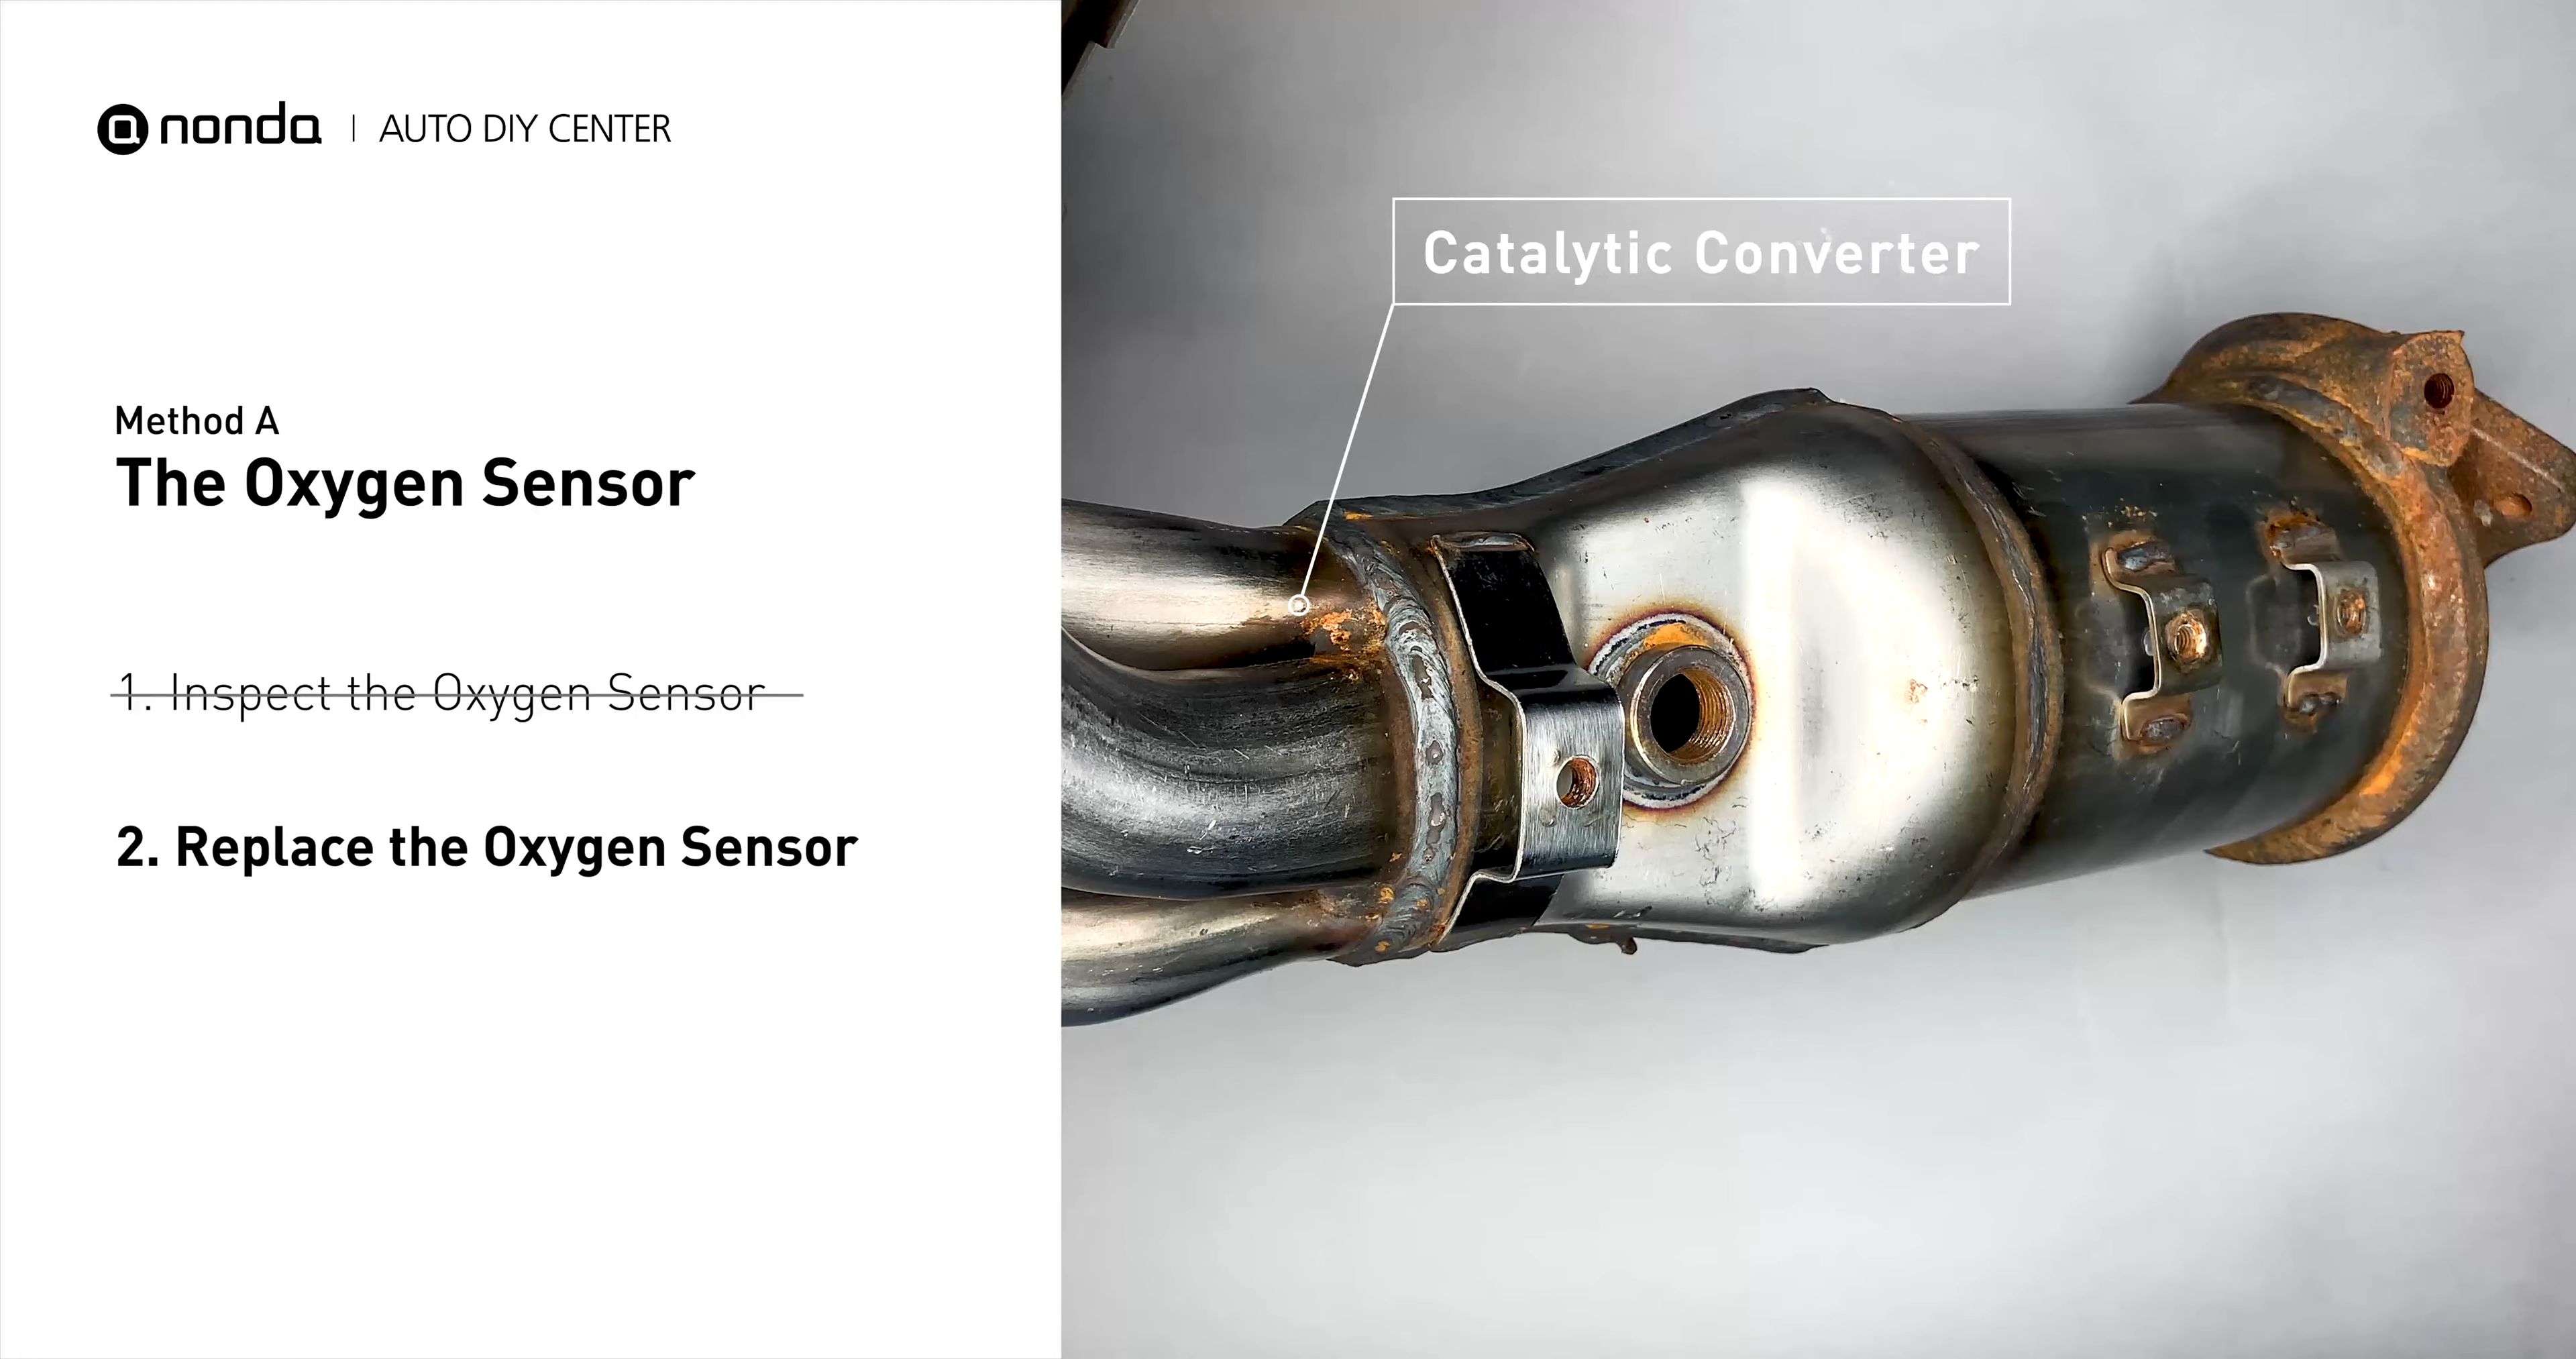 nonda | AUTO DIY CENTER
Catalytic Converter
Method A
The Oxygen Sensor
1. Inspect the Oxygen Sensor
2. Replace the Oxygen Sensor